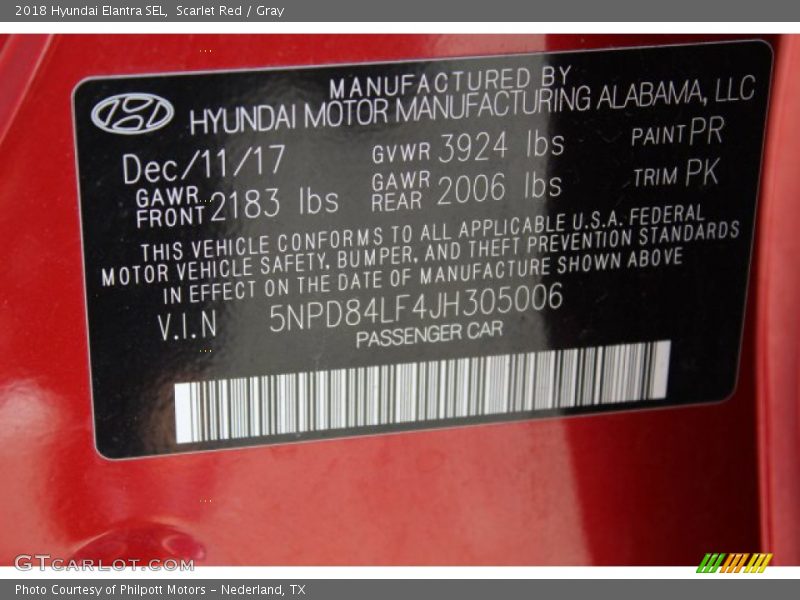 2018 Hyundai Elantra SEL, Scarlet Red / Gray
MANUFACTURED BY
HYUNDAI MOTOR MANUFACTURING ALABAMA, LLC
Dec/11/17 GVWR 3924 lbs PAINT PR
GAWR FRONT 2183 lbs GAWR REAR 2006 lbs TRIM PK
THIS VEHICLE CONFORMS TO ALL APPLICABLE U.S.A. FEDERAL
MOTOR VEHICLE SAFETY, BUMPER, AND THEFT PREVENTION STANDARDS
IN EFFECT ON THE DATE OF MANUFACTURE SHOWN ABOVE
V.I.N 5NPD84LF4JH305006
PASSENGER CAR
GTCARLOT.COM
Photo Courtesy of Philpott Motors - Nederland, TX